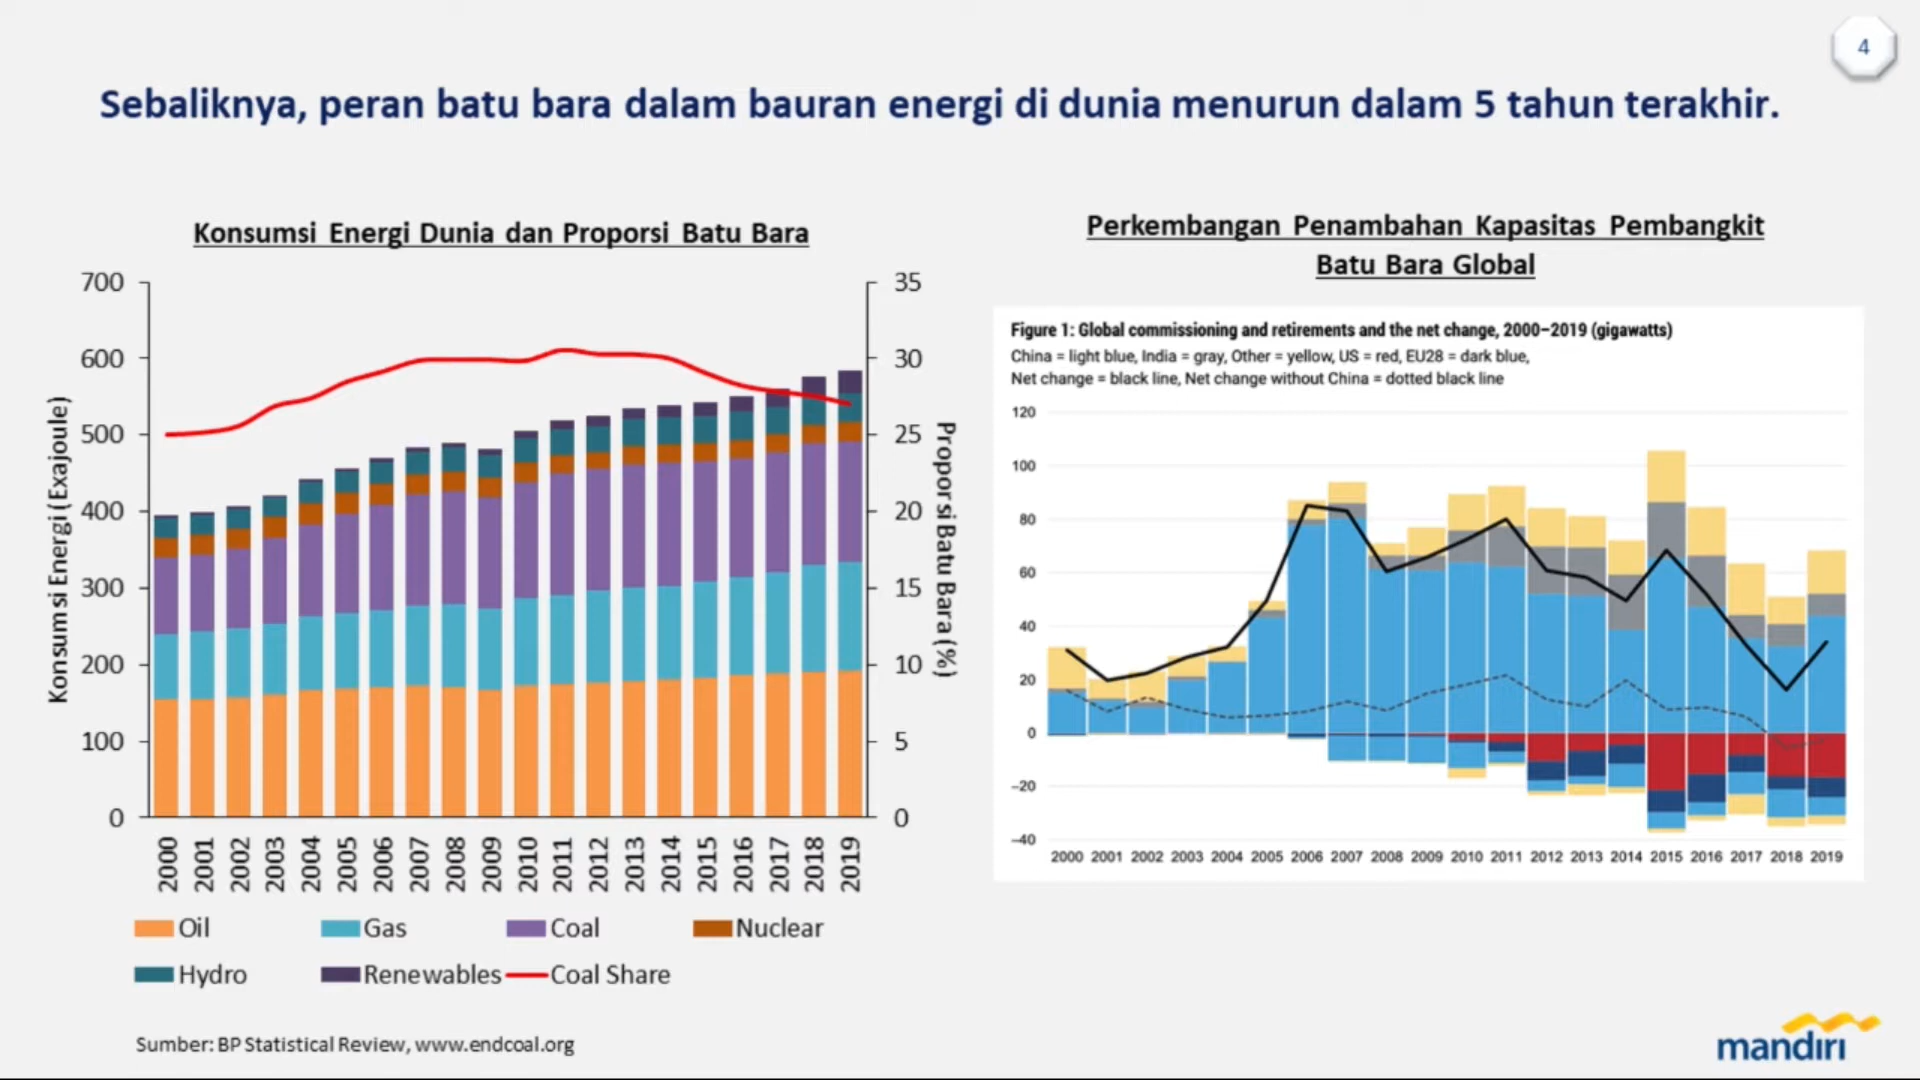 4
Sebaliknya, peran batu bara dalam bauran energi di dunia menurun dalam 5 tahun terakhir.
Konsumsi Energi Dunia dan Proporsi Batu Bara
700
600
500
400
300
200
100
0
Konsumsi Energi (Exajoule)
35
30
25
20
15
10
5
0
Proporsi Batu Bara (%)
2000 2001 2002 2003 2004 2005 2006 2007 2008 2009 2010 2011 2012 2013 2014 2015 2016 2017 2018 2019
Oil Gas Coal Nuclear
Hydro Renewables Coal Share
Perkembangan Penambahan Kapasitas Pembangkit
Batu Bara Global
Figure 1: Global commissioning and retirements and the net change, 2000–2019 (gigawatts)
China = light blue, India = gray, Other = yellow, US = red, EU28 = dark blue,
Net change = black line, Net change without China = dotted black line
120
100
80
60
40
20
0
–20
–40
2000 2001 2002 2003 2004 2005 2006 2007 2008 2009 2010 2011 2012 2013 2014 2015 2016 2017 2018 2019
Sumber: BP Statistical Review, www.endcoal.org
mandiri